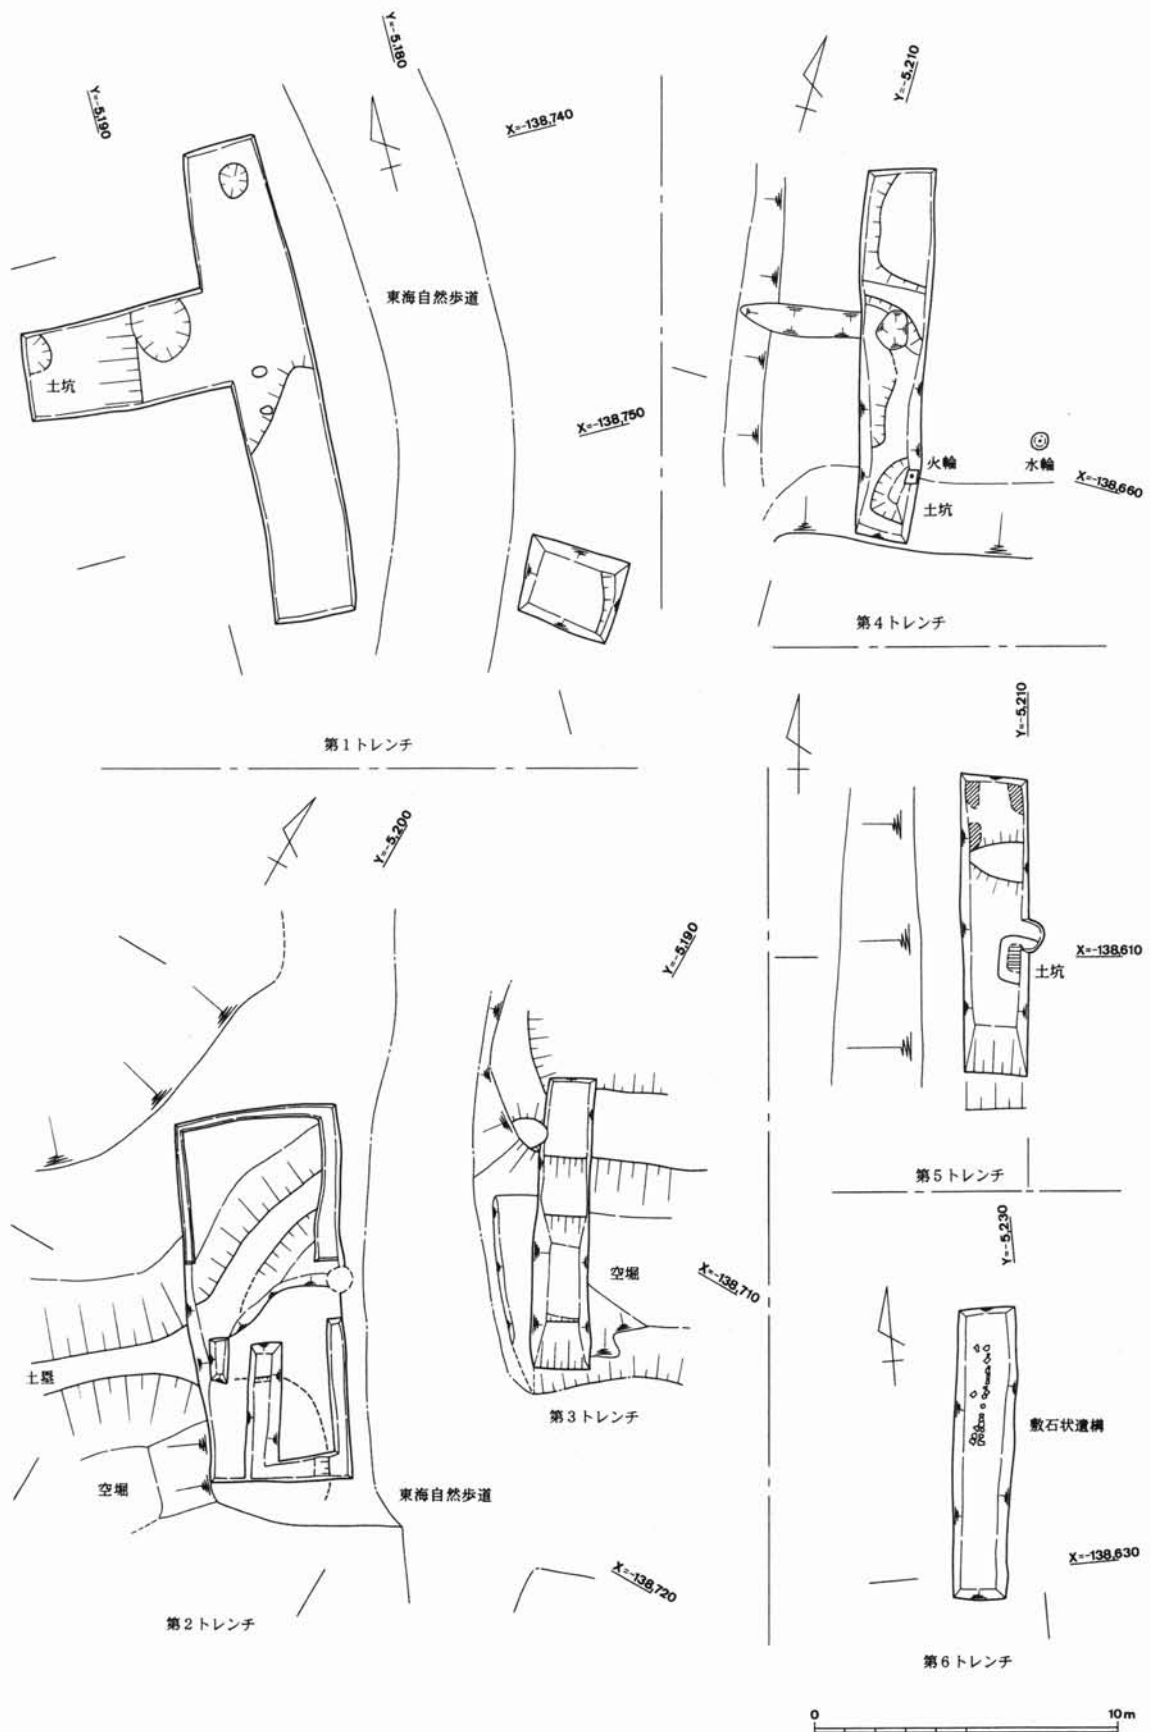 Y=-5,190
Y=-5,180
X=-138,740
東海自然歩道
土坑
X=-138,750
第1トレンチ
Y=-5,210
火輪
水輪
X=-138,660
土坑
第4トレンチ
Y=-5,200
土塁
空堀
東海自然歩道
X=-138,720
第2トレンチ
Y=-5,190
空堀
X=-138,710
第3トレンチ
Y=-5,210
X=-138,610
土坑
第5トレンチ
Y=-5,230
敷石状遺構
X=-138,630
第6トレンチ
0 10m